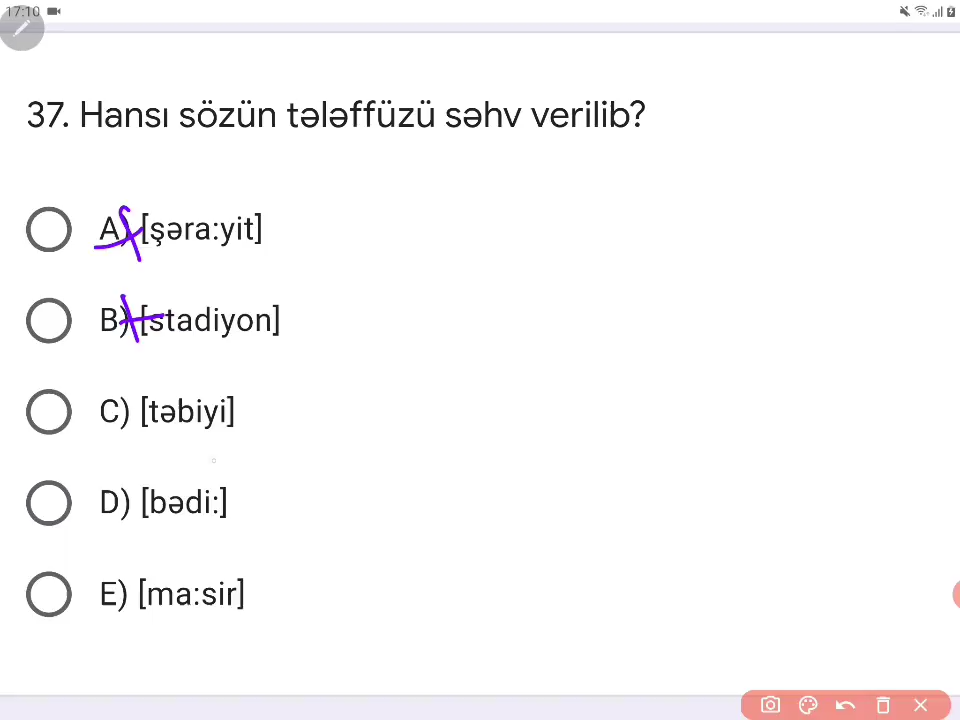 17:10
37. Hansı sözün tələffüzü səhv verilib?
A) [şəra:yit]
B) [stadiyon]
C) [təbiyi]
D) [bədi:]
E) [ma:sir]